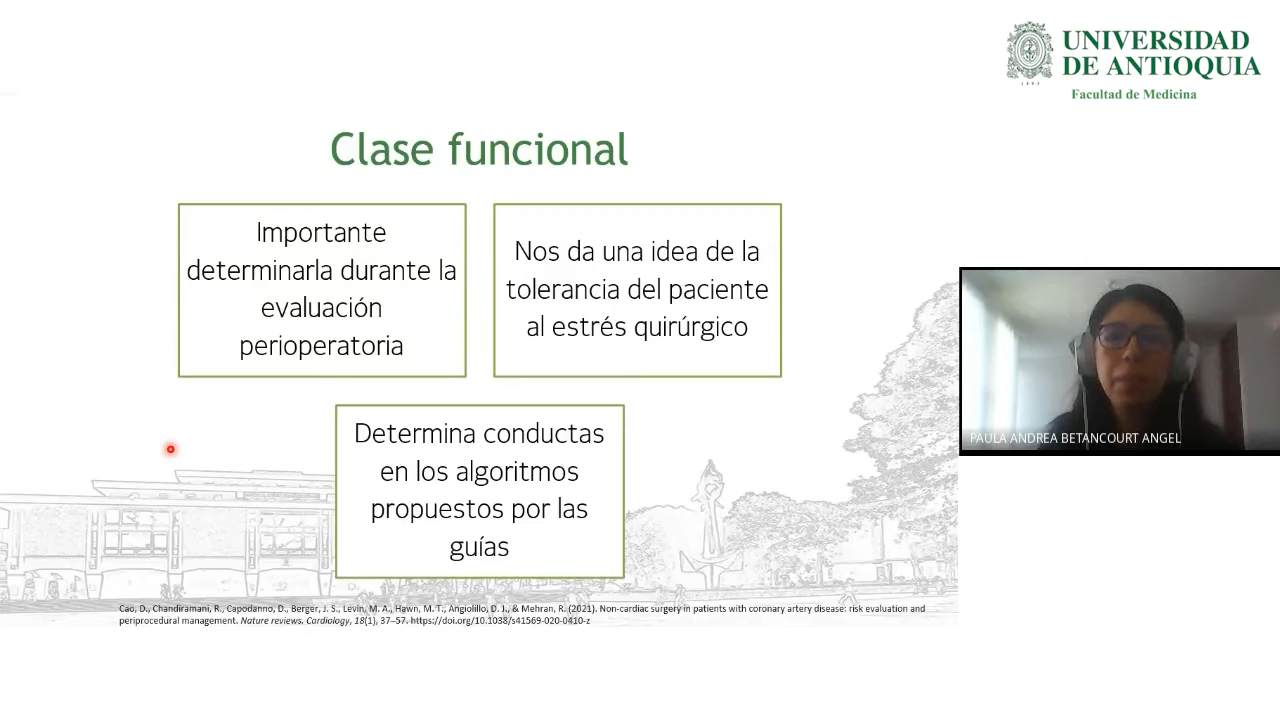 UNIVERSIDAD
DE ANTIOQUIA
1803
Facultad de Medicina
Clase funcional
Importante
determinarla durante la
evaluación
perioperatoria
Nos da una idea de la
tolerancia del paciente
al estrés quirúrgico
Determina conductas
en los algoritmos
propuestos por las
guías
PAULA ANDREA BETANCOURT ANGEL
Cao, D., Chandiramani, R., Capodanno, D., Berger, J. S., Levin, M. A., Hawn, M. T., Angiolillo, D. J., & Mehran, R. (2021). Non-cardiac surgery in patients with coronary artery disease: risk evaluation and
periprocedural management. Nature reviews. Cardiology, 18(1), 37–57. https://doi.org/10.1038/s41569-020-0410-z